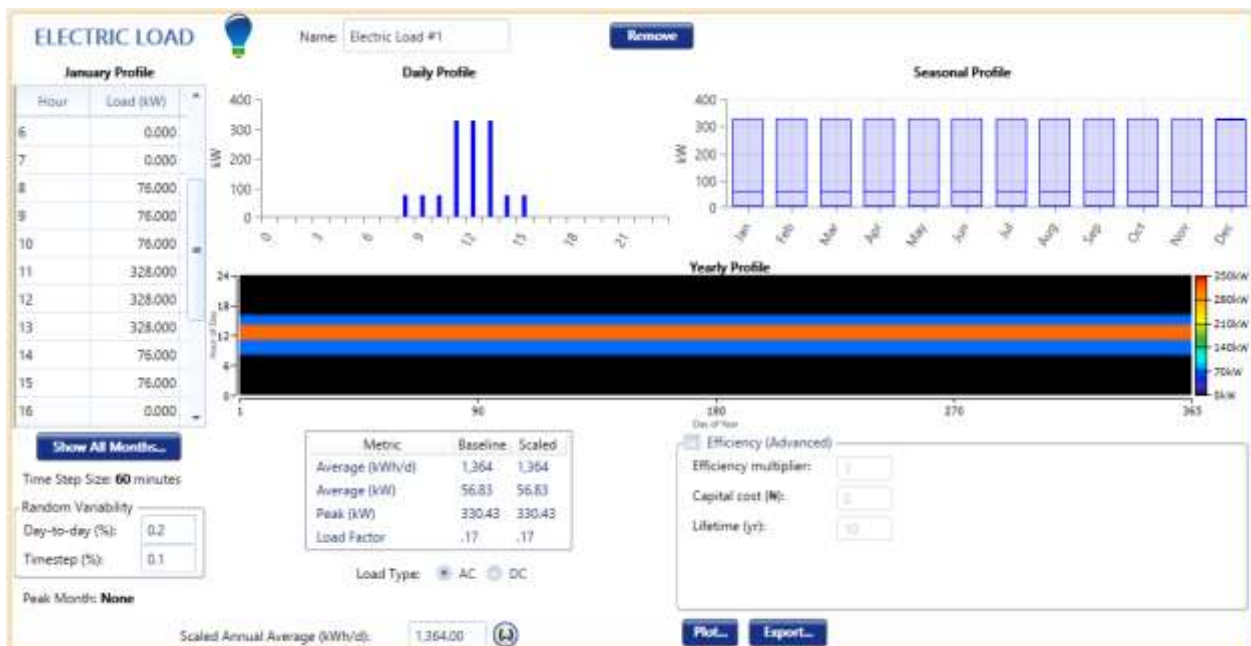 ELECTRIC LOAD
Name: Electric Load #1
Remove
January Profile
Hour Load (kW)
6 0.000
7 0.000
8 76.000
9 76.000
10 76.000
11 328.000
12 328.000
13 328.000
14 76.000
15 76.000
16 0.000
Show All Months...
Time Step Size: 60 minutes
Random Variability
Day-to-day (%): 0.2
Timestep (%): 0.1
Peak Month: None
Daily Profile
kW
400
300
200
100
0
0 3 6 9 12 15 18 21
Seasonal Profile
kW
400
300
200
100
0
Jan Feb Mar Apr May Jun Jul Aug Sep Oct Nov Dec
Yearly Profile
Hour of Day
24
18
12
6
0
1 90 180 270 365
Day of Year
350kW
280kW
210kW
140kW
70kW
0kW
Metric Baseline Scaled
Average (kWh/d) 1,364 1,364
Average (kW) 56.83 56.83
Peak (kW) 330.43 330.43
Load Factor .17 .17
Load Type: AC DC
Scaled Annual Average (kWh/d): 1,364.00
Efficiency (Advanced)
Efficiency multiplier:
Capital cost (₦):
Lifetime (yr): 10
Plot... Export...